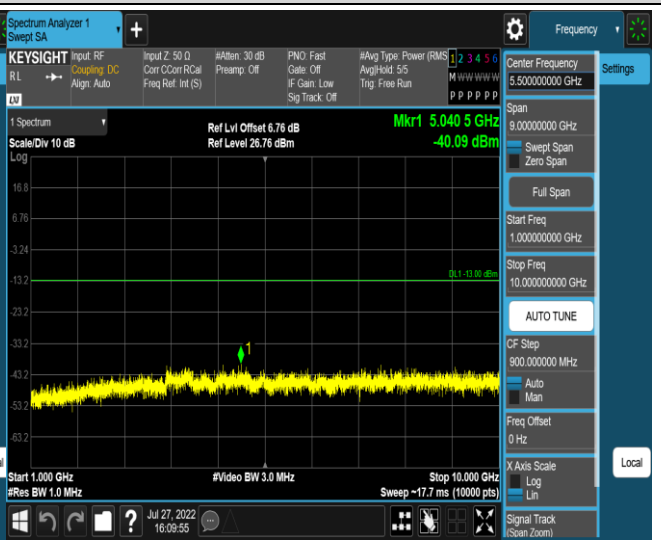 Spectrum Analyzer 1
Swept SA
+
Frequency
KEYSIGHT
RL
Input: RF
Coupling: DC
Align: Auto
Input Z: 50 Ω
Corr CCorr RCal
Freq Ref: Int (S)
#Atten: 30 dB
Preamp: Off
PNO: Fast
Gate: Off
IF Gain: Low
Sig Track: Off
#Avg Type: Power (RMS
Avg|Hold: 5/5
Trig: Free Run
1 2 3 4 5 6
M W W W W W
P P P P P P
LXI
1 Spectrum
Scale/Div 10 dB
Log
Ref Lvl Offset 6.76 dB
Ref Level 26.76 dBm
Mkr1 5.040 5 GHz
-40.09 dBm
16.8
6.76
-3.24
-13.2
-23.2
-33.2
-43.2
-53.2
-63.2
DL1 -13.00 dBm
1
Start 1.000 GHz
#Res BW 1.0 MHz
#Video BW 3.0 MHz
Stop 10.000 GHz
Sweep ~17.7 ms (10000 pts)
?
Jul 27, 2022
16:09:55
Center Frequency
5.500000000 GHz
Span
9.00000000 GHz
Swept Span
Zero Span
Full Span
Start Freq
1.000000000 GHz
Stop Freq
10.000000000 GHz
AUTO TUNE
CF Step
900.000000 MHz
Auto
Man
Freq Offset
0 Hz
X Axis Scale
Log
Lin
Signal Track
(Span Zoom)
Settings
Local